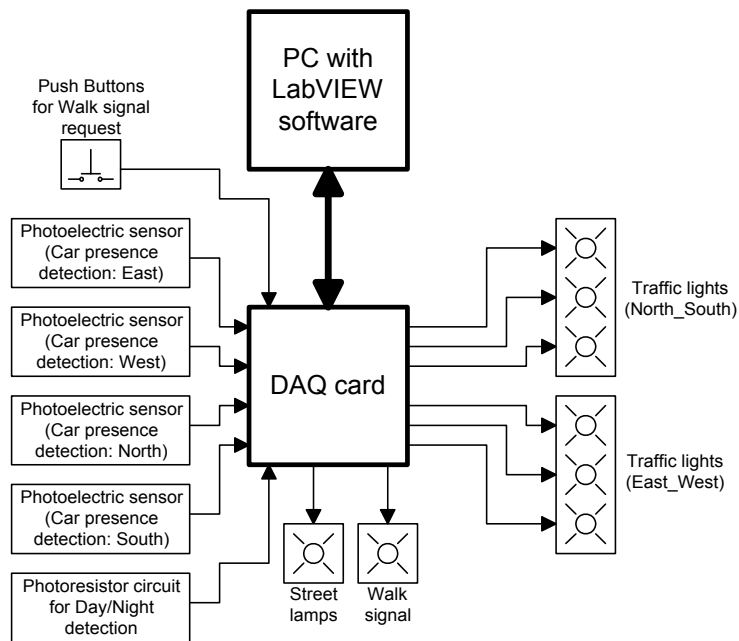 PC with
LabVIEW
software
Push Buttons
for Walk signal
request
Photoelectric sensor
(Car presence
detection: East)
Photoelectric sensor
(Car presence
detection: West)
Photoelectric sensor
(Car presence
detection: North)
Photoelectric sensor
(Car presence
detection: South)
Photoresistor circuit
for Day/Night
detection
DAQ card
Street
lamps
Walk
signal
Traffic lights
(North_South)
Traffic lights
(East_West)